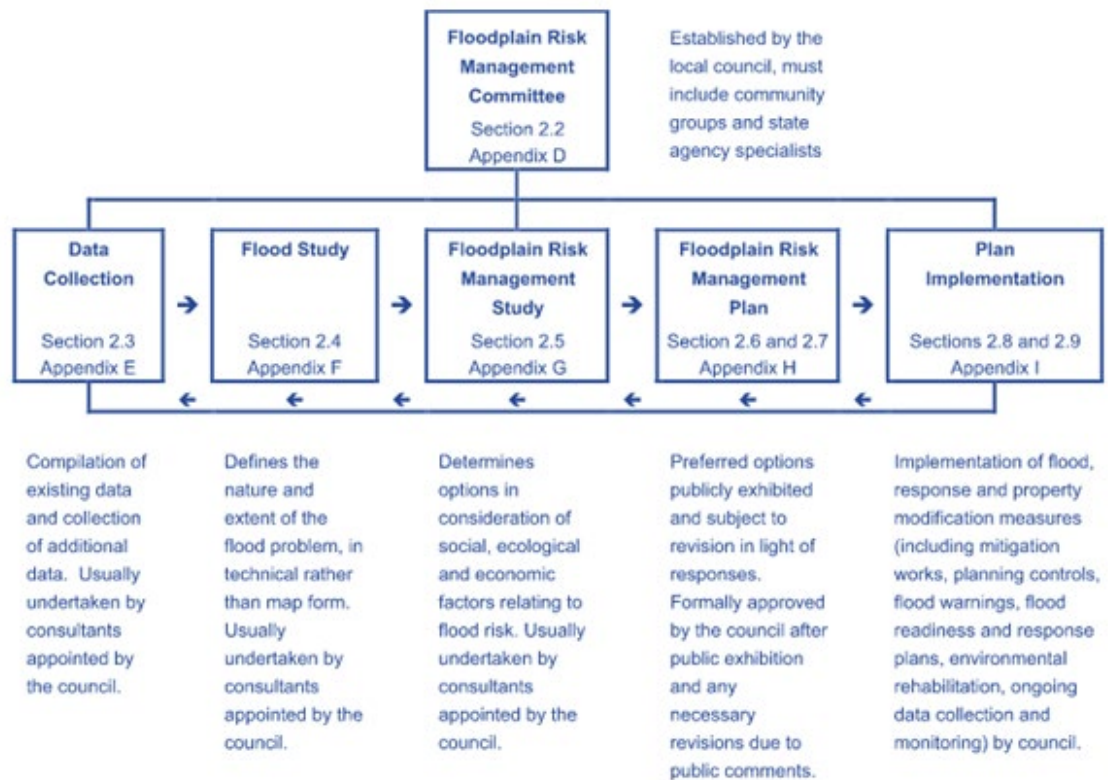 Floodplain Risk
Management
Committee
Section 2.2
Appendix D
Established by the
local council, must
include community
groups and state
agency specialists
Data
Collection
Section 2.3
Appendix E
Flood Study
Section 2.4
Appendix F
Floodplain Risk
Management
Study
Section 2.5
Appendix G
Floodplain Risk
Management
Plan
Section 2.6 and 2.7
Appendix H
Plan
Implementation
Sections 2.8 and 2.9
Appendix I
Compilation of
existing data
and collection
of additional
data. Usually
undertaken by
consultants
appointed by
the council.
Defines the
nature and
extent of the
flood problem, in
technical rather
than map form.
Usually
undertaken by
consultants
appointed by the
council.
Determines
options in
consideration of
social, ecological
and economic
factors relating to
flood risk. Usually
undertaken by
consultants
appointed by the
council.
Preferred options
publicly exhibited
and subject to
revision in light of
responses.
Formally approved
by the council after
public exhibition
and any
necessary
revisions due to
public comments.
Implementation of flood,
response and property
modification measures
(including mitigation
works, planning controls,
flood warnings, flood
readiness and response
plans, environmental
rehabilitation, ongoing
data collection and
monitoring) by council.